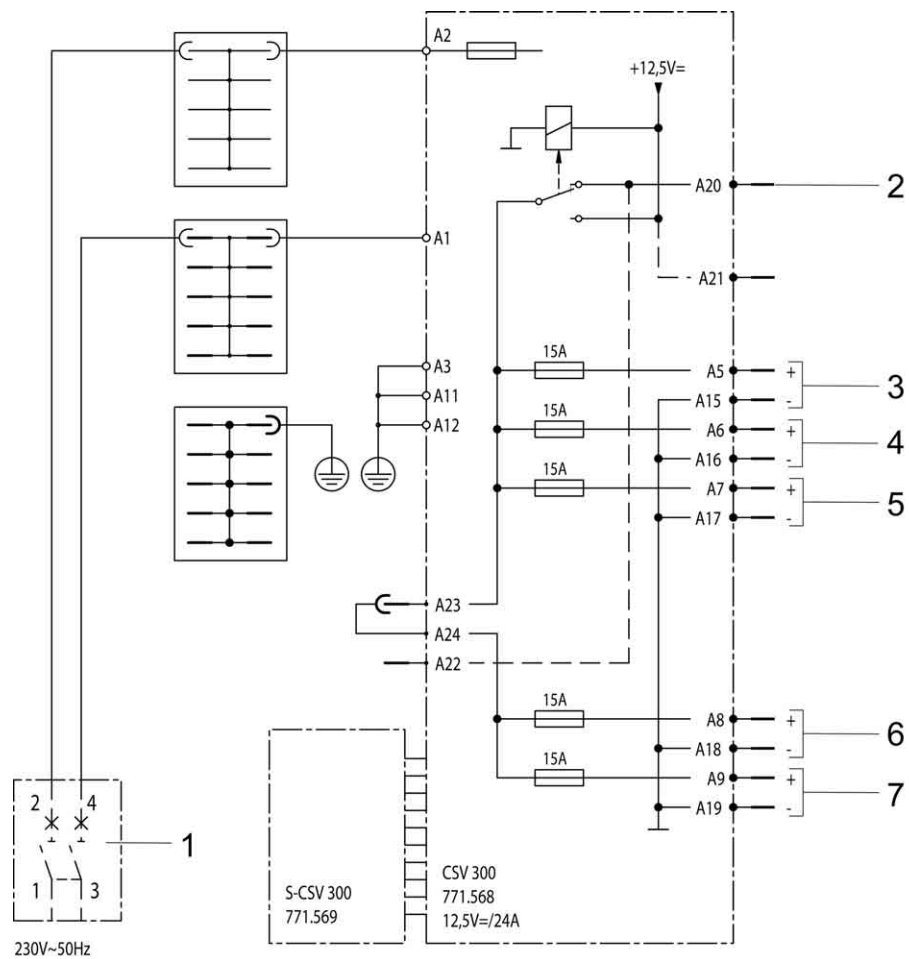 A2
+12,5V=
A20
2
A1
A21
15A
A3
A5
+
3
A11
A15
-
15A
A12
A6
+
4
A16
-
15A
A7
+
5
A17
-
A23
A24
A22
15A
A8
+
6
A18
-
15A
A9
+
7
A19
-
2
4
1
1
3
S-CSV 300
771.569
CSV 300
771.568
12,5V=/24A
230V~50Hz